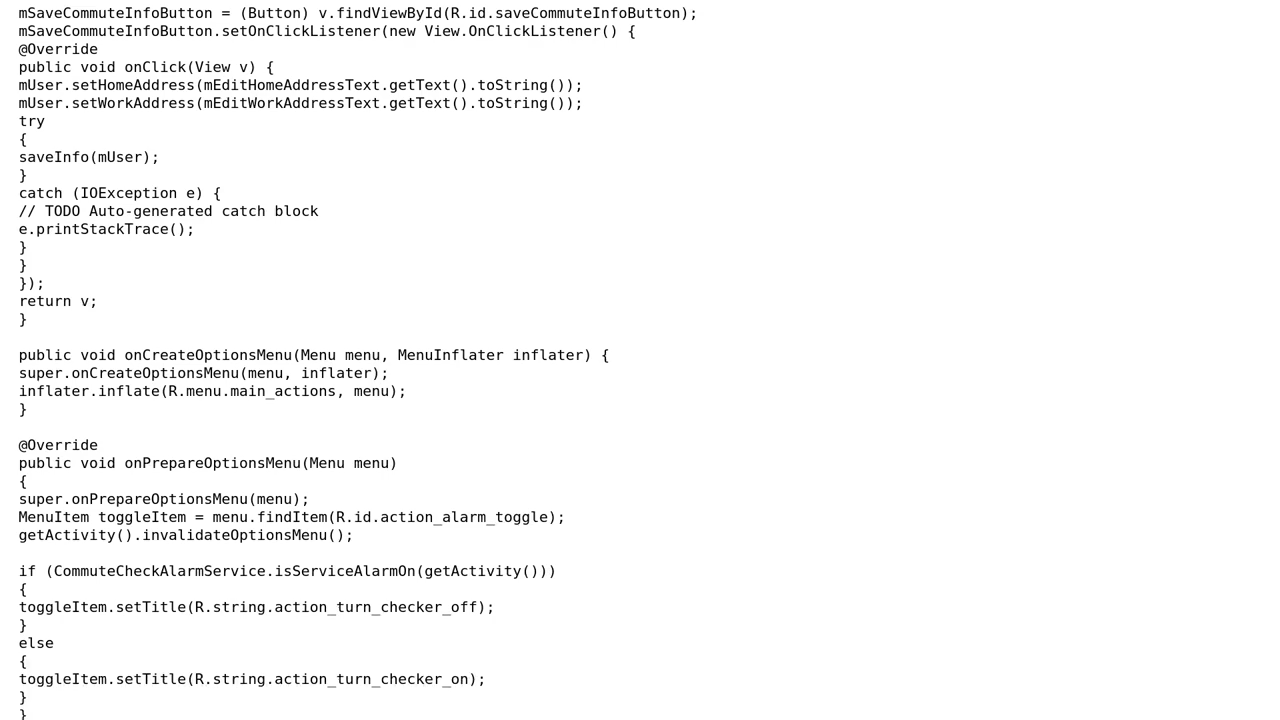 mSaveCommuteInfoButton = (Button) v.findViewById(R.id.saveCommuteInfoButton);
mSaveCommuteInfoButton.setOnClickListener(new View.OnClickListener() {
@Override
public void onClick(View v) {
mUser.setHomeAddress(mEditHomeAddressText.getText().toString());
mUser.setWorkAddress(mEditWorkAddressText.getText().toString());
try
{
saveInfo(mUser);
}
catch (IOException e) {
// TODO Auto-generated catch block
e.printStackTrace();
}
}
});
return v;
}

public void onCreateOptionsMenu(Menu menu, MenuInflater inflater) {
super.onCreateOptionsMenu(menu, inflater);
inflater.inflate(R.menu.main_actions, menu);
}

@Override
public void onPrepareOptionsMenu(Menu menu)
{
super.onPrepareOptionsMenu(menu);
MenuItem toggleItem = menu.findItem(R.id.action_alarm_toggle);
getActivity().invalidateOptionsMenu();

if (CommuteCheckAlarmService.isServiceAlarmOn(getActivity()))
{
toggleItem.setTitle(R.string.action_turn_checker_off);
}
else
{
toggleItem.setTitle(R.string.action_turn_checker_on);
}
}